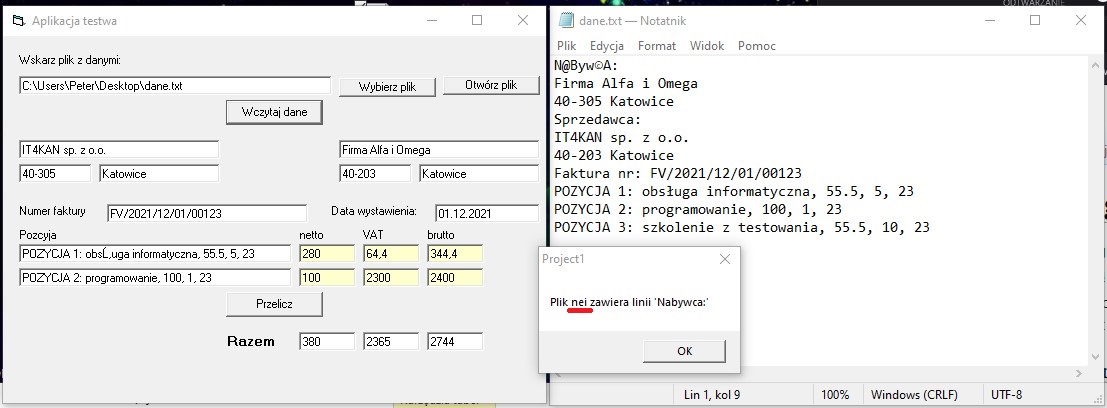 Aplikacja testwa
Wskarz plik z danymi:
C:\Users\Peter\Desktop\dane.txt
Wybierz plik
Otwórz plik
Wczytaj dane
IT4KAN sp. z o.o.
Firma Alfa i Omega
40-305
Katowice
40-203
Katowice
Numer faktury
FV/2021/12/01/00123
Data wystawienia:
01.12.2021
Pozcyja
netto
VAT
brutto
POZYCJA 1: obsĹ‚uga informatyczna, 55.5, 5, 23
280
64,4
344,4
POZYCJA 2: programowanie, 100, 1, 23
100
2300
2400
Przelicz
Razem
380
2365
2744
dane.txt — Notatnik
Plik
Edycja
Format
Widok
Pomoc
N@Byw©A:
Firma Alfa i Omega
40-305 Katowice
Sprzedawca:
IT4KAN sp. z o.o.
40-203 Katowice
Faktura nr: FV/2021/12/01/00123
POZYCJA 1: obsługa informatyczna, 55.5, 5, 23
POZYCJA 2: programowanie, 100, 1, 23
POZYCJA 3: szkolenie z testowania, 55.5, 10, 23
Project1
Plik nei zawiera linii 'Nabywca:'
OK
Lin 1, kol 9
100%
Windows (CRLF)
UTF-8
ODTWARZANIE